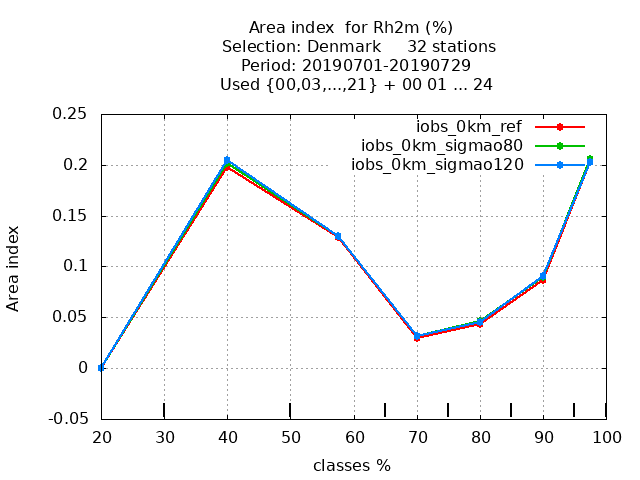 Area index  for Rh2m (%)
Selection: Denmark     32 stations
Period: 20190701-20190729
Used {00,03,...,21} + 00 01 ... 24
0.25
0.2
0.15
0.1
0.05
0
-0.05
Area index
iobs_0km_ref
iobs_0km_sigmao80
iobs_0km_sigmao120
20 30 40 50 60 70 80 90 100
classes %